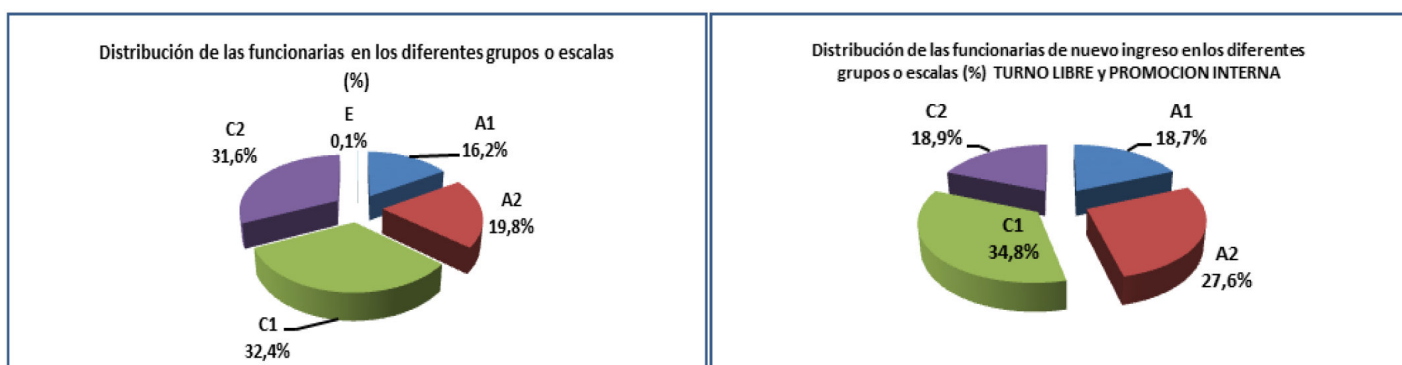 Distribución de las funcionarias en los diferentes grupos o escalas
(%)
E
0,1%
A1
16,2%
A2
19,8%
C1
32,4%
C2
31,6%
Distribución de las funcionarias de nuevo ingreso en los diferentes
grupos o escalas (%) TURNO LIBRE y PROMOCION INTERNA
A1
18,7%
A2
27,6%
C1
34,8%
C2
18,9%